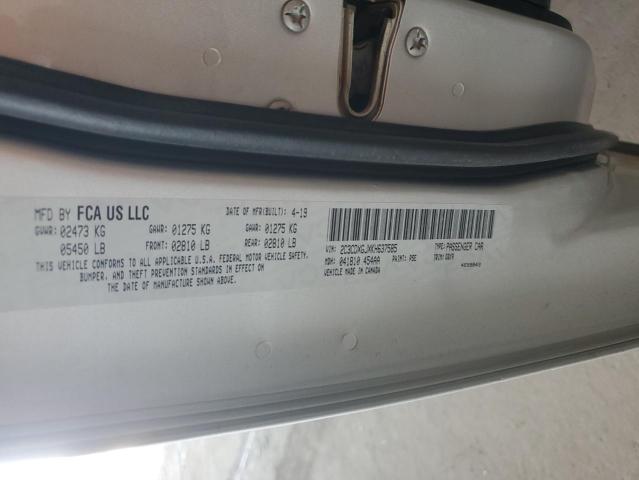 MFD BY FCA US LLC DATE OF MFR(BUILT): 4-19
GVWR: 02473 KG GAWR: 01275 KG GAWR: 01275 KG
05450 LB FRONT: 02810 LB REAR: 02810 LB
THIS VEHICLE CONFORMS TO ALL APPLICABLE U.S.A. FEDERAL MOTOR VEHICLE SAFETY,
BUMPER, AND THEFT PREVENTION STANDARDS IN EFFECT ON
THE DATE OF MANUFACTURE SHOWN ABOVE.
VIN: 2C3CDXGJXKH637585 TYPE: PASSENGER CAR
MDH: 041810 454AA PAINT: PSE TRIM: GBX9
VEHICLE MADE IN CANADA